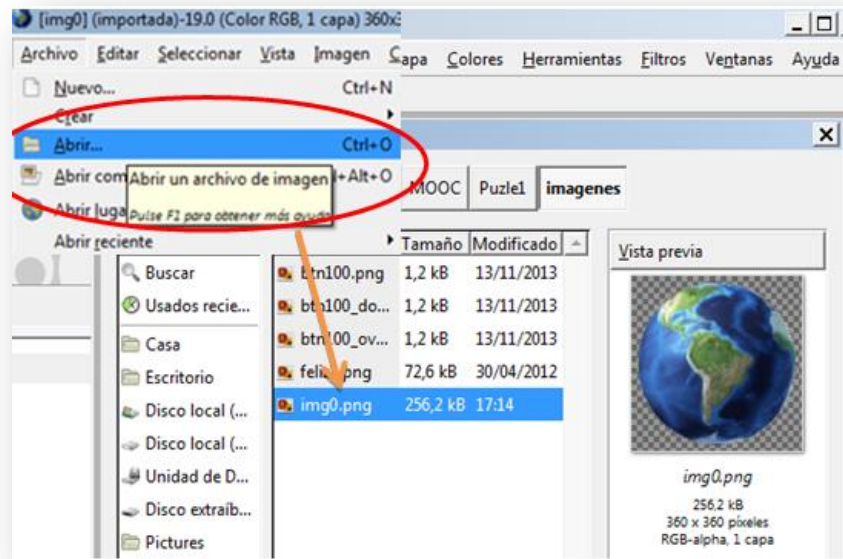 [img0] (importada)-19.0 (Color RGB, 1 capa) 360x
Archivo Editar Seleccionar Vista Imagen Capa Colores Herramientas Filtros Ventanas Ayuda
Nuevo... Ctrl+N
Crear
Abrir... Ctrl+O
Abrir com +Alt+O
Abrir un archivo de imagen
Abrir luga
Pulse F1 para obtener más ayuda
Abrir reciente
MOOC Puzle1 imagenes
Tamaño Modificado
Vista previa
Buscar
Usados recie...
Casa
Escritorio
Disco local (...
Disco local (...
Unidad de D...
Disco extraíb...
Pictures
btn100.png 1,2 kB 13/11/2013
btn100_do... 1,2 kB 13/11/2013
btn100_ov... 1,2 kB 13/11/2013
72,6 kB 30/04/2012
img0.png 256,2 kB 17:14
img0.png
256,2 kB
360 x 360 píxeles
RGB-alpha, 1 capa